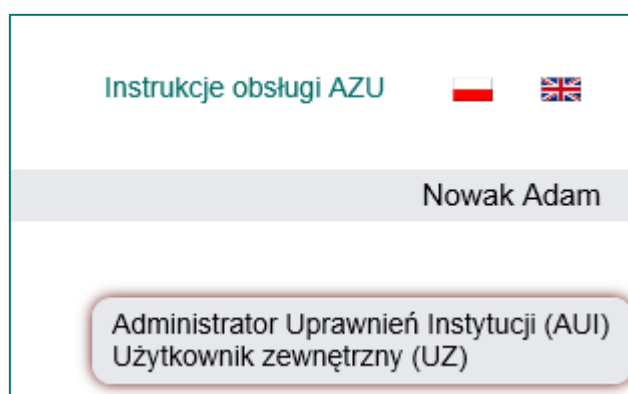 Instrukcje obsługi AZU
Nowak Adam
Administrator Uprawnień Instytucji (AUI)
Użytkownik zewnętrzny (UZ)